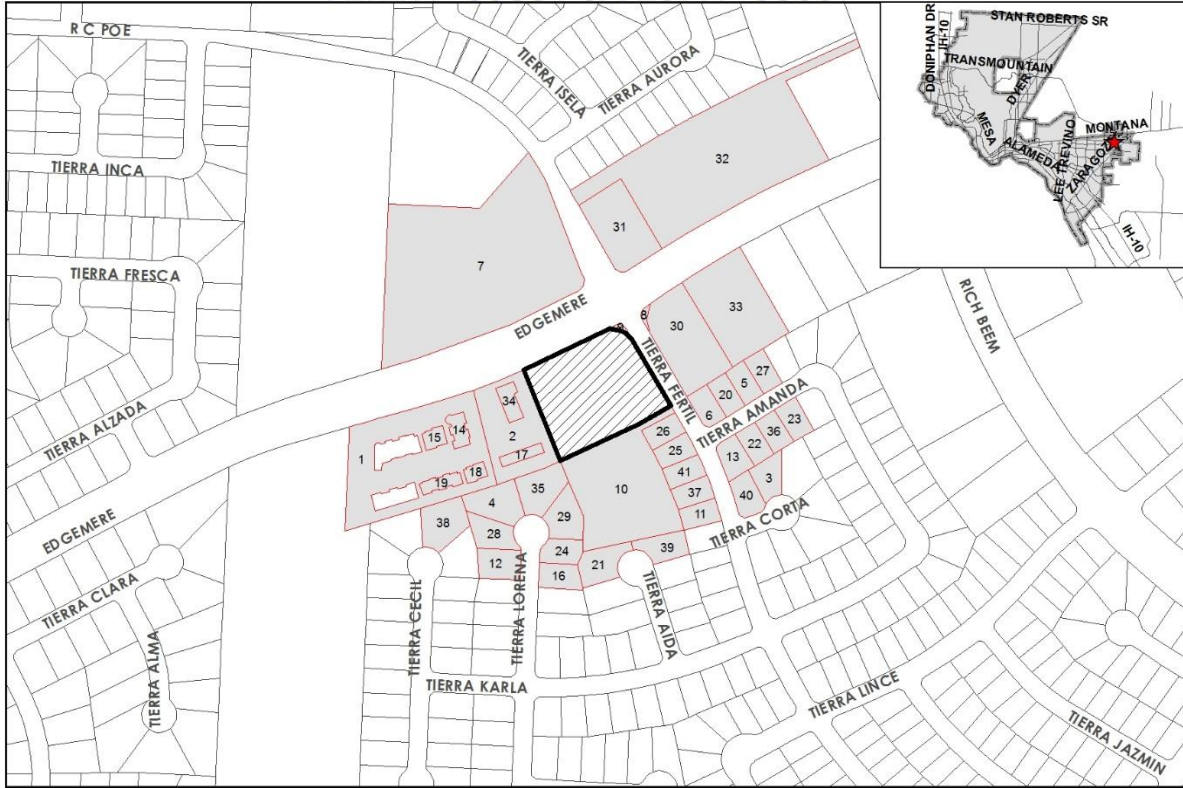 R C POE
TIERRA ISELA
TIERRA AURORA
TIERRA INCA
TIERRA FRESCA
TIERRA ALZADA
EDGEMERE
32
31
7
8
30
33
RICH BEEM
TIERRA FERTIL
27
5
20
6
TIERRA AMANDA
34
2
17
14
15
1
18
19
26
25
41
37
11
23
36
22
13
3
40
TIERRA CORTA
10
35
4
29
28
38
24
12
16
21
39
EDGEMERE
TIERRA CLARA
TIERRA ALMA
TIERRA CECIL
TIERRA LORENA
TIERRA AIDA
TIERRA KARLA
TIERRA LINCE
TIERRA JAZMIN
STAN ROBERTS SR
DONIPHAN DR
IH-10
TRANSMOUNTAIN
DYER
MESA
MONTANA
ALAMEDA
LEE TREVINO
IH-10